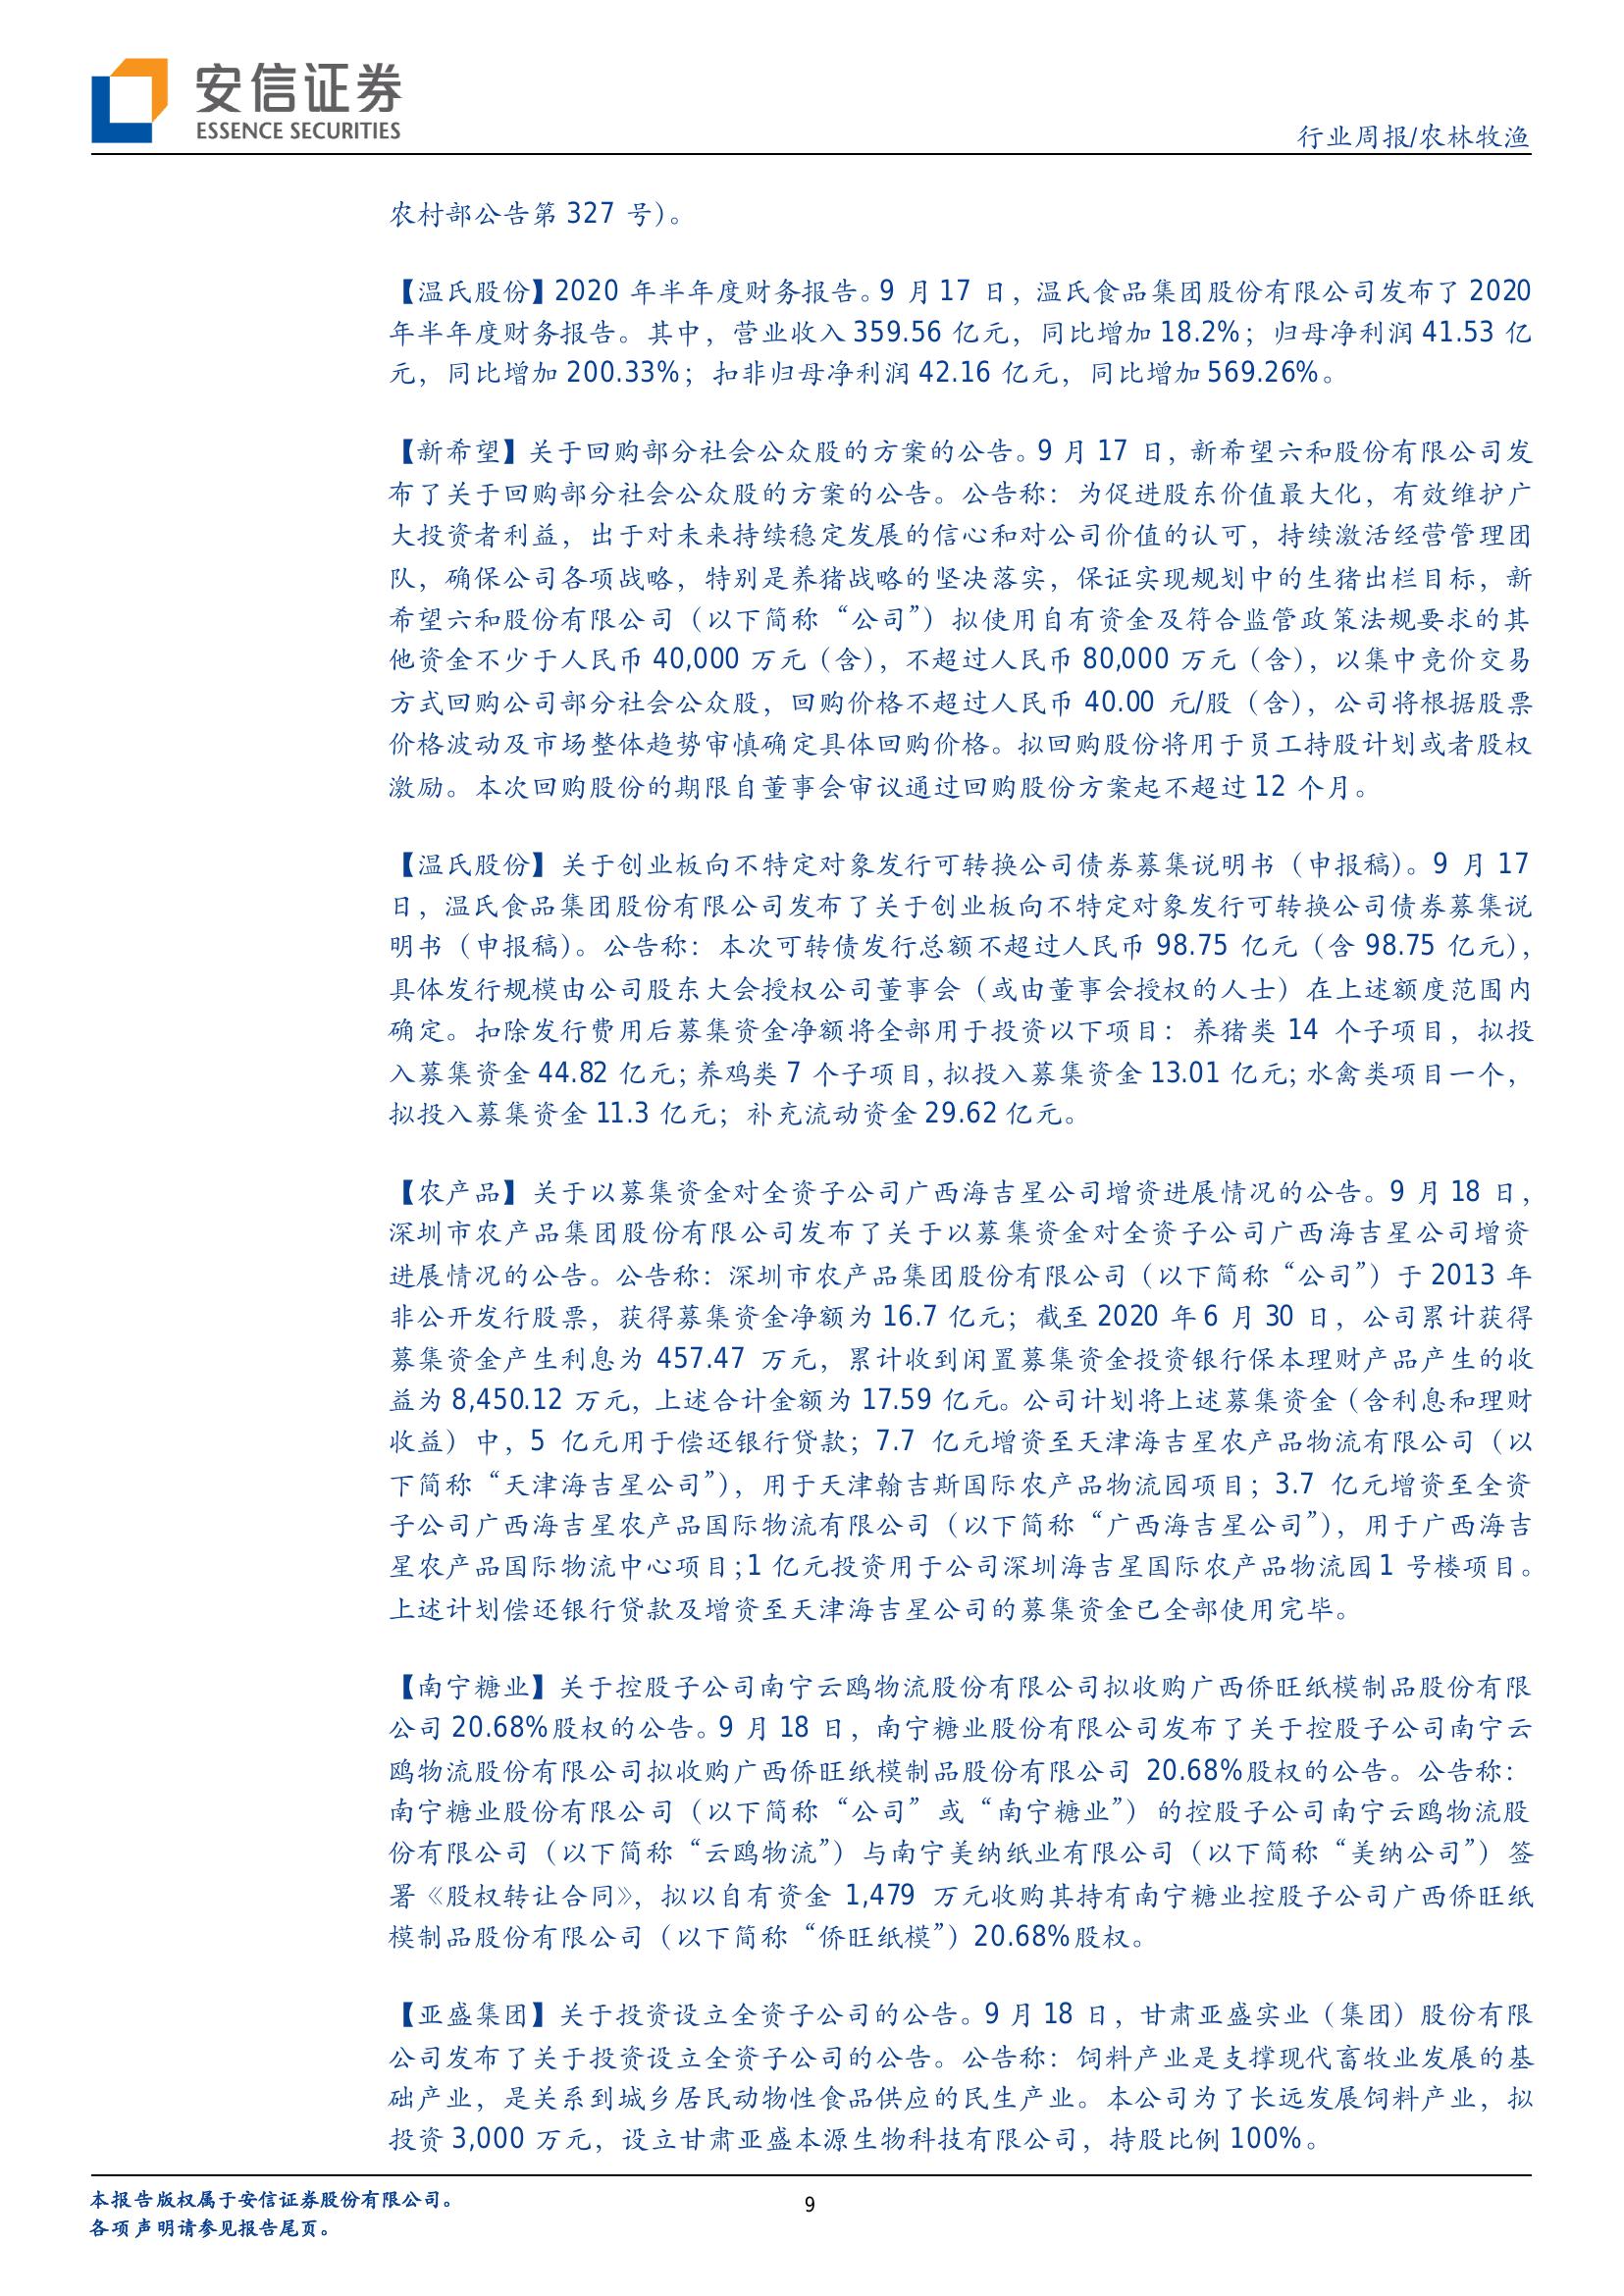 安信证券
ESSENCE SECURITIES
行业周报/农林牧渔
农村部公告第 327 号)。
【温氏股份】2020 年半年度财务报告。9 月 17 日，温氏食品集团股份有限公司发布了 2020
年半年度财务报告。其中，营业收入 359.56 亿元，同比增加 18.2%；归母净利润 41.53 亿
元，同比增加 200.33%；扣非归母净利润 42.16 亿元，同比增加 569.26%。
【新希望】关于回购部分社会公众股的方案的公告。9 月 17 日，新希望六和股份有限公司发
布了关于回购部分社会公众股的方案的公告。公告称：为促进股东价值最大化，有效维护广
大投资者利益，出于对未来持续稳定发展的信心和对公司价值的认可，持续激活经营管理团
队，确保公司各项战略，特别是养猪战略的坚决落实，保证实现规划中的生猪出栏目标，新
希望六和股份有限公司（以下简称“公司”）拟使用自有资金及符合监管政策法规要求的其
他资金不少于人民币 40,000 万元（含），不超过人民币 80,000 万元（含），以集中竞价交易
方式回购公司部分社会公众股，回购价格不超过人民币 40.00 元/股（含），公司将根据股票
价格波动及市场整体趋势审慎确定具体回购价格。拟回购股份将用于员工持股计划或者股权
激励。本次回购股份的期限自董事会审议通过回购股份方案起不超过 12 个月。
【温氏股份】关于创业板向不特定对象发行可转换公司债券募集说明书（申报稿）。9 月 17
日，温氏食品集团股份有限公司发布了关于创业板向不特定对象发行可转换公司债券募集说
明书（申报稿）。公告称：本次可转债发行总额不超过人民币 98.75 亿元（含 98.75 亿元），
具体发行规模由公司股东大会授权公司董事会（或由董事会授权的人士）在上述额度范围内
确定。扣除发行费用后募集资金净额将全部用于投资以下项目：养猪类 14 个子项目，拟投
入募集资金 44.82 亿元；养鸡类 7 个子项目，拟投入募集资金 13.01 亿元；水禽类项目一个，
拟投入募集资金 11.3 亿元；补充流动资金 29.62 亿元。
【农产品】关于以募集资金对全资子公司广西海吉星公司增资进展情况的公告。9 月 18 日，
深圳市农产品集团股份有限公司发布了关于以募集资金对全资子公司广西海吉星公司增资
进展情况的公告。公告称：深圳市农产品集团股份有限公司（以下简称“公司”）于 2013 年
非公开发行股票，获得募集资金净额为 16.7 亿元；截至 2020 年 6 月 30 日，公司累计获得
募集资金产生利息为 457.47 万元，累计收到闲置募集资金投资银行保本理财产品产生的收
益为 8,450.12 万元，上述合计金额为 17.59 亿元。公司计划将上述募集资金（含利息和理财
收益）中，5 亿元用于偿还银行贷款；7.7 亿元增资至天津海吉星农产品物流有限公司（以
下简称“天津海吉星公司”），用于天津翰吉斯国际农产品物流园项目；3.7 亿元增资至全资
子公司广西海吉星农产品国际物流有限公司（以下简称“广西海吉星公司”），用于广西海吉
星农产品国际物流中心项目；1 亿元投资用于公司深圳海吉星国际农产品物流园 1 号楼项目。
上述计划偿还银行贷款及增资至天津海吉星公司的募集资金已全部使用完毕。
【南宁糖业】关于控股子公司南宁云鸥物流股份有限公司拟收购广西侨旺纸模制品股份有限
公司 20.68%股权的公告。9 月 18 日，南宁糖业股份有限公司发布了关于控股子公司南宁云
鸥物流股份有限公司拟收购广西侨旺纸模制品股份有限公司 20.68%股权的公告。公告称：
南宁糖业股份有限公司（以下简称“公司”或“南宁糖业”）的控股子公司南宁云鸥物流股
份有限公司（以下简称“云鸥物流”）与南宁美纳纸业有限公司（以下简称“美纳公司”）签
署《股权转让合同》，拟以自有资金 1,479 万元收购其持有南宁糖业控股子公司广西侨旺纸
模制品股份有限公司（以下简称“侨旺纸模”）20.68%股权。
【亚盛集团】关于投资设立全资子公司的公告。9 月 18 日，甘肃亚盛实业（集团）股份有限
公司发布了关于投资设立全资子公司的公告。公告称：饲料产业是支撑现代畜牧业发展的基
础产业，是关系到城乡居民动物性食品供应的民生产业。本公司为了长远发展饲料产业，拟
投资 3,000 万元，设立甘肃亚盛本源生物科技有限公司，持股比例 100%。
本报告版权属于安信证券股份有限公司。
各项声明请参见报告尾页。
9